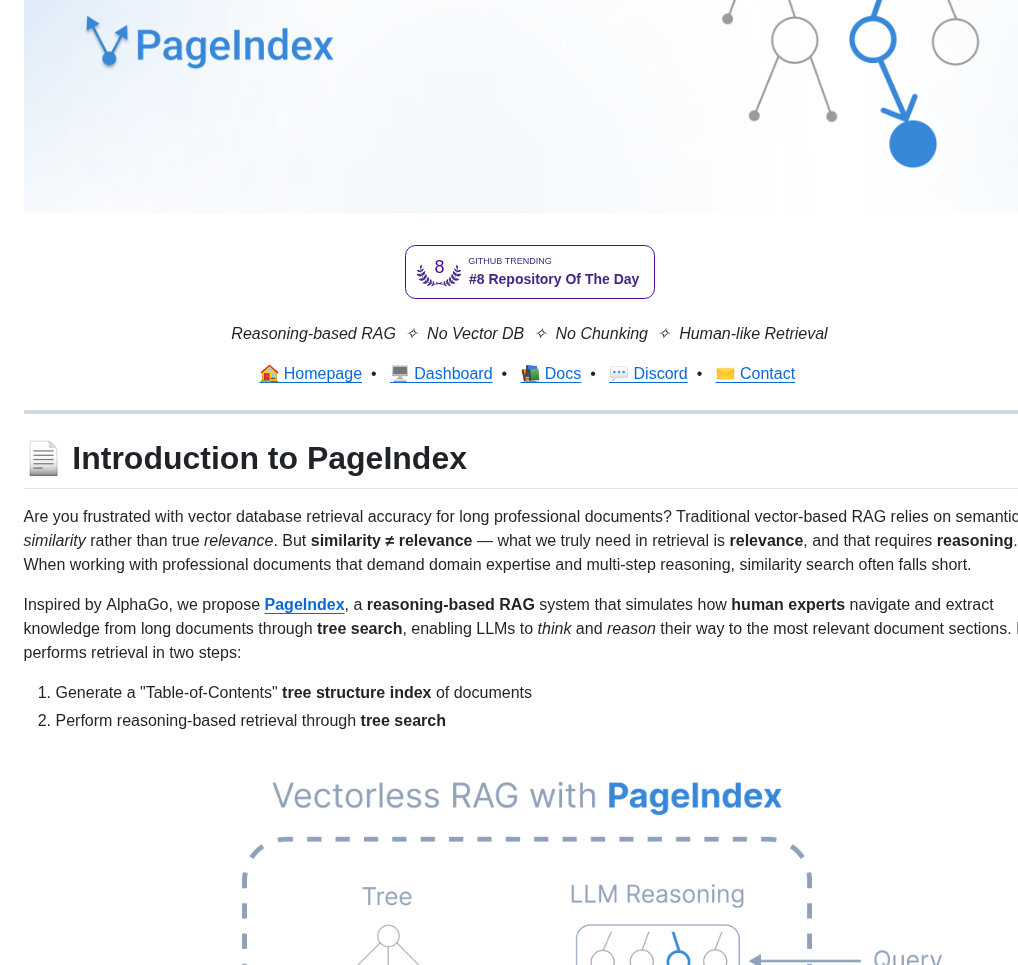 PageIndex
8
GITHUB TRENDING
#8 Repository Of The Day
Reasoning-based RAG ✧ No Vector DB ✧ No Chunking ✧ Human-like Retrieval
🏠 Homepage • 🖥️ Dashboard • 📚 Docs • 💬 Discord • ✉️ Contact
📄 Introduction to PageIndex
Are you frustrated with vector database retrieval accuracy for long professional documents? Traditional vector-based RAG relies on semantic
similarity rather than true relevance. But similarity ≠ relevance — what we truly need in retrieval is relevance, and that requires reasoning.
When working with professional documents that demand domain expertise and multi-step reasoning, similarity search often falls short.
Inspired by AlphaGo, we propose PageIndex, a reasoning-based RAG system that simulates how human experts navigate and extract
knowledge from long documents through tree search, enabling LLMs to think and reason their way to the most relevant document sections.
performs retrieval in two steps:
1. Generate a "Table-of-Contents" tree structure index of documents
2. Perform reasoning-based retrieval through tree search
Vectorless RAG with PageIndex
Tree
LLM Reasoning
Query